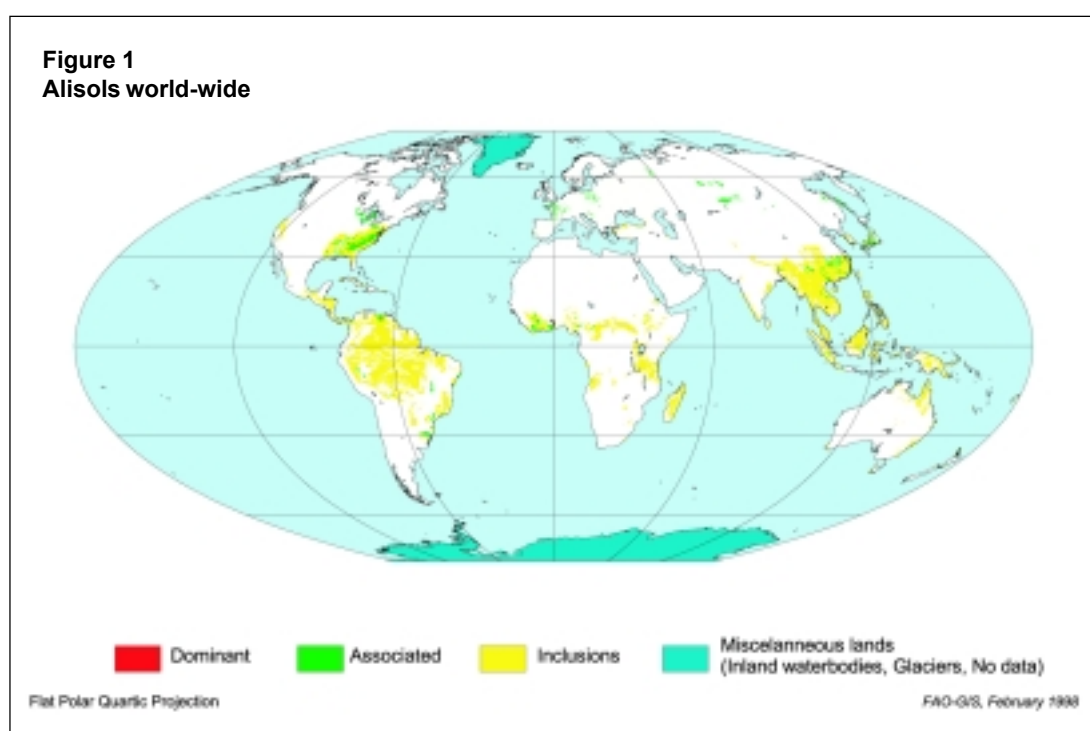 Figure 1
Alisols world-wide
Dominant
Associated
Inclusions
Miscelanneous lands
(Inland waterbodies, Glaciers, No data)
Flat Polar Quartic Projection
FAO-GIS, February 1998